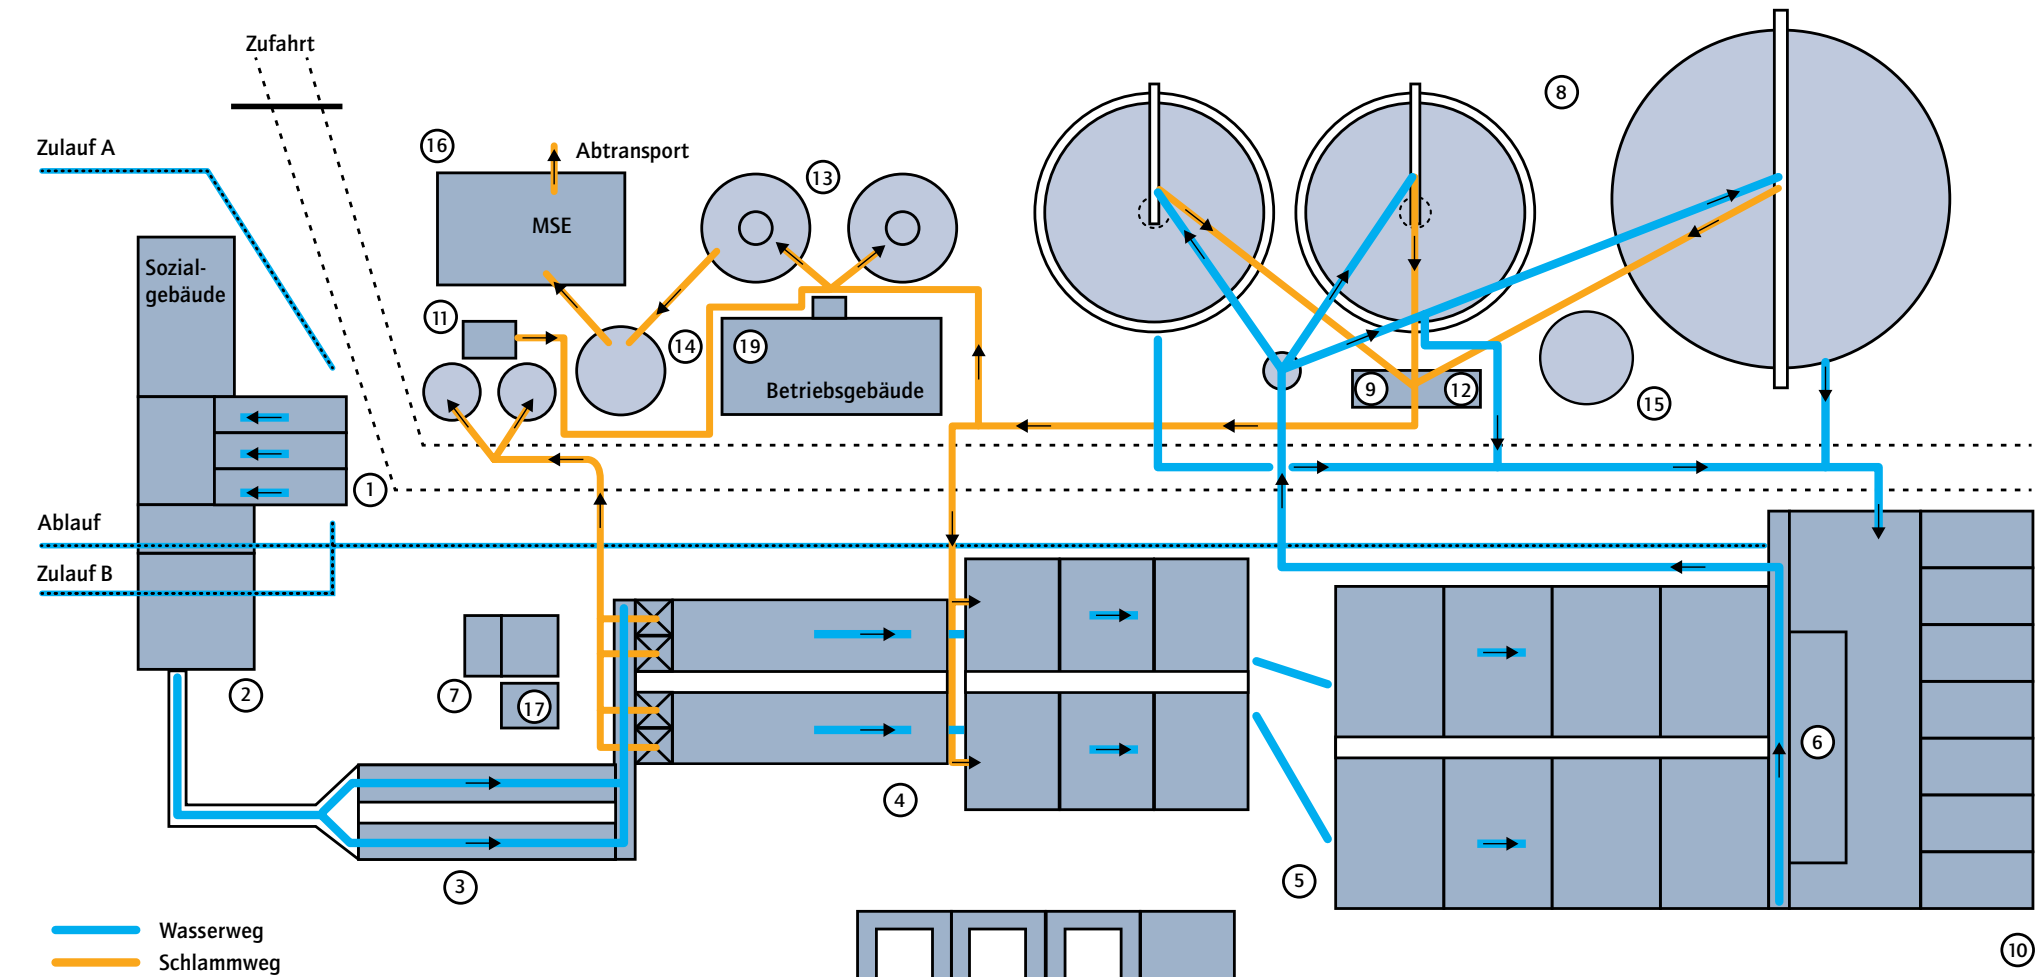 Zufahrt
8
16
Abtransport
Zulauf A
13
MSE
Sozial-
gebäude
11
14
19
Betriebsgebäude
9
12
15
1
Ablauf
Zulauf B
2
7
17
4
6
3
5
Wasserweg
Schlammweg
10